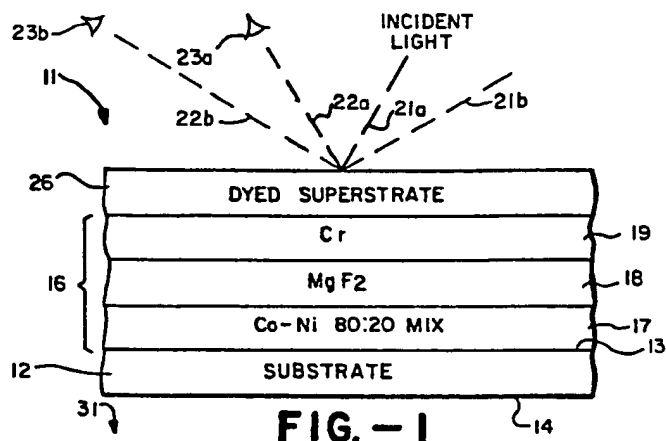 23b
23a
INCIDENT
LIGHT
11
22b
22a
21a
21b
26
DYED SUPERSTRATE
Cr
19
16
MgF2
18
Co-Ni 80:20 MIX
17
13
12
SUBSTRATE
31
14
FIG.-1